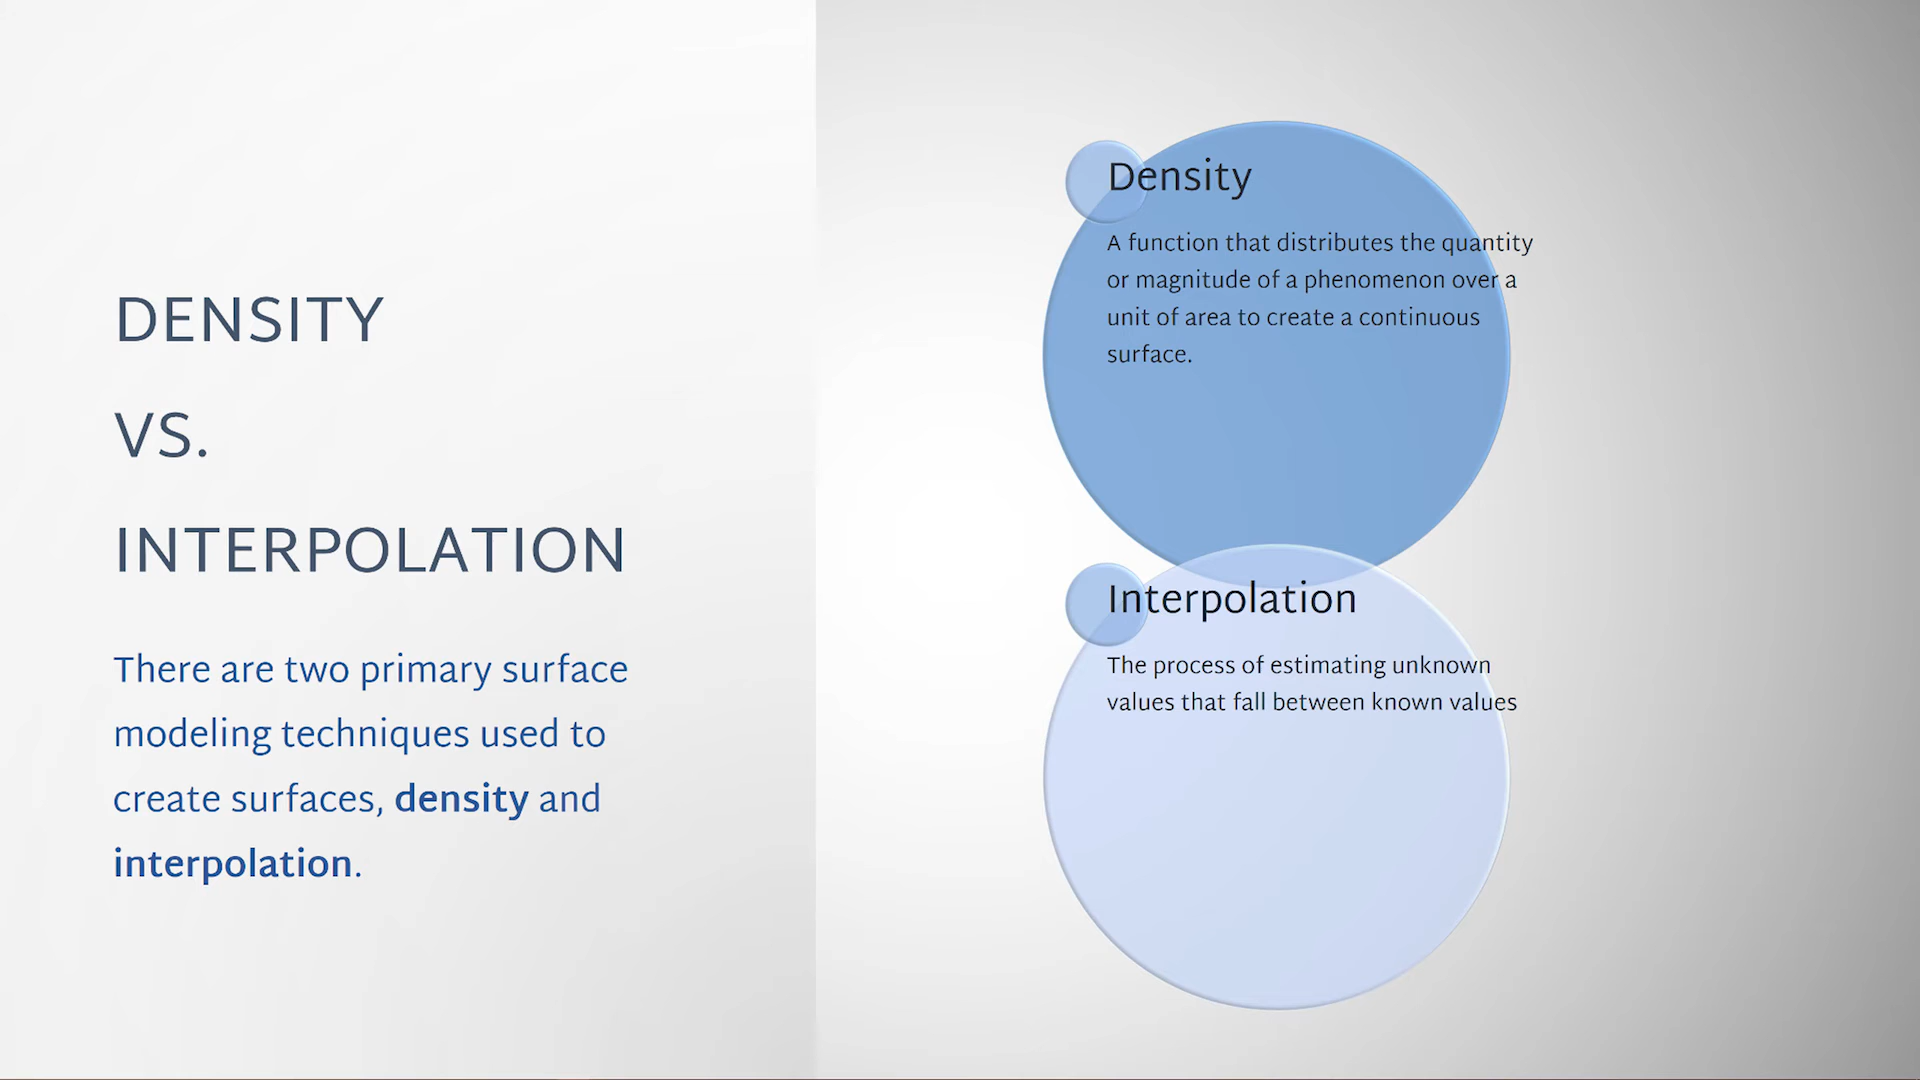 DENSITY
VS.
INTERPOLATION
There are two primary surface
modeling techniques used to
create surfaces, density and
interpolation.
Density
A function that distributes the quantity
or magnitude of a phenomenon over a
unit of area to create a continuous
surface.
Interpolation
The process of estimating unknown
values that fall between known values